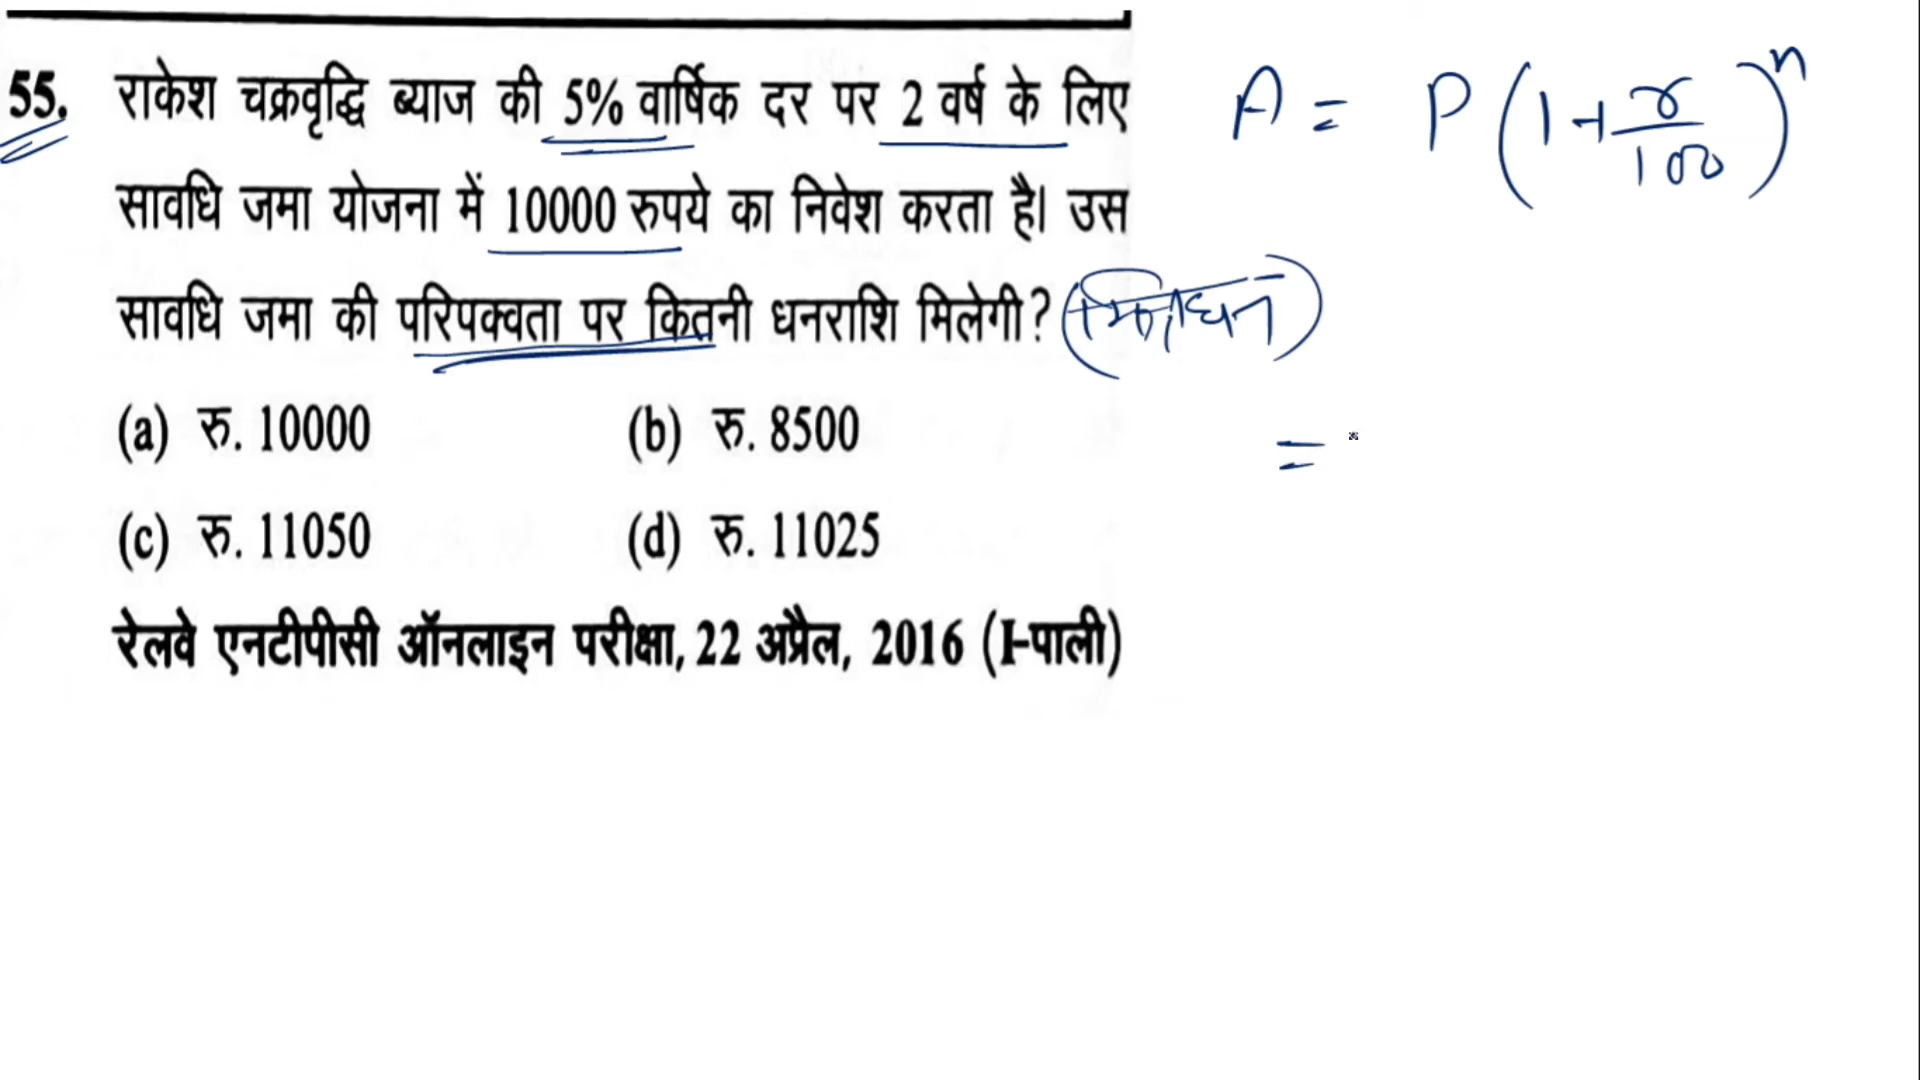 55. राकेश चक्रवृद्धि ब्याज की 5% वार्षिक दर पर 2 वर्ष के लिए
सावधि जमा योजना में 10000 रुपये का निवेश करता है। उस
सावधि जमा की परिपक्वता पर कितनी धनराशि मिलेगी?
(a) रु. 10000 (b) रु. 8500
(c) रु. 11050 (d) रु. 11025
रेलवे एनटीपीसी ऑनलाइन परीक्षा, 22 अप्रैल, 2016 (I-पाली)
A = P(1+r/100)^n
=